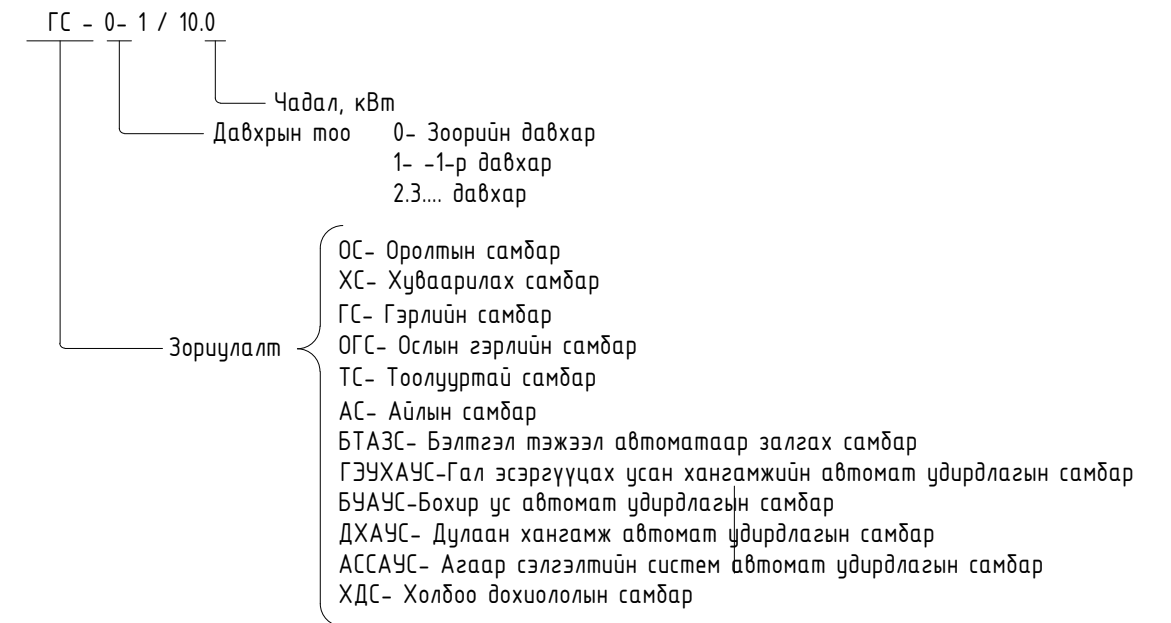 ГС - 0- 1 / 10.0
Чадал, кВт
Давхрын тоо 0- Зоорийн давхар
1- -1-р давхар
2.3.... давхар
ОС- Оролтын самбар
ХС- Хуваарилах самбар
ГС- Гэрлийн самбар
Зориулалт ОГС- Ослын гэрлийн самбар
ТС- Тоолууртай самбар
АС- Айлын самбар
БТАЗС- Бэлтгэл тэжээл автоматаар залгах самбар
ГЭУХАУС-Гал эсэргүүцах усан хангамжийн автомат удирдлагын самбар
БУАУС-Бохир ус автомат удирдлагын самбар
ДХАУС- Дулаан хангамж автомат удирдлагын самбар
АССАУС- Агаар сэлгэлтийн систем автомат удирдлагын самбар
ХДС- Холбоо дохиололын самбар